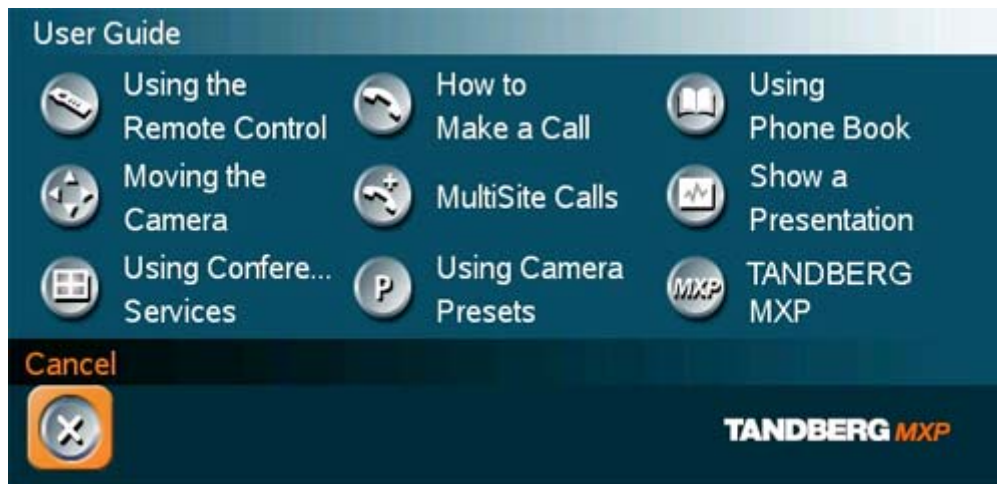 User Guide
Using the
Remote Control
How to
Make a Call
Using
Phone Book
Moving the
Camera
MultiSite Calls
Show a
Presentation
Using Confere...
Services
P
Using Camera
Presets
MXP
TANDBERG
MXP
Cancel
TANDBERG MXP